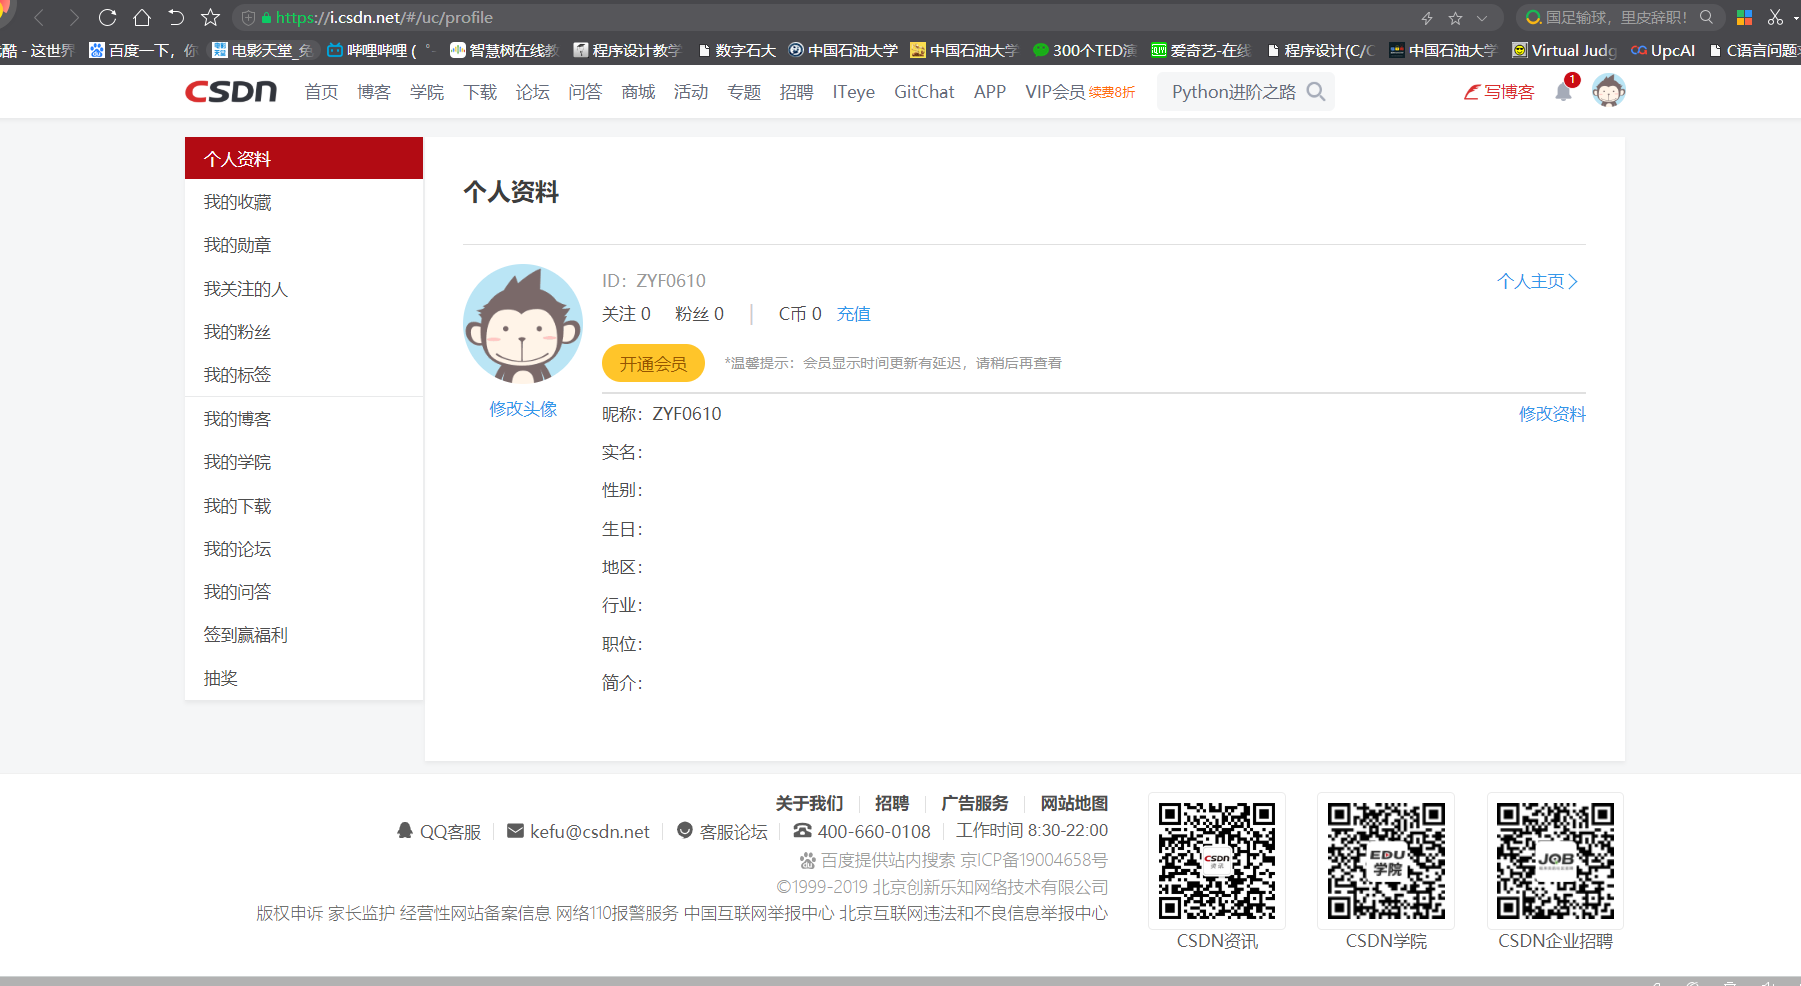 https://i.csdn.net/#/uc/profile
国足输球，里皮辞职！
酷 - 这世界 百度一下，你 电影天堂_免 哔哩哔哩 ( ゜- 智慧树在线教 程序设计教学 数字石大 中国石油大学 中国石油大学 300个TED演 爱奇艺-在线 程序设计(C/C 中国石油大学 Virtual Judg UpcAI C语言问题
CSDN 首页 博客 学院 下载 论坛 问答 商城 活动 专题 招聘 ITeye GitChat APP VIP会员 续费8折 Python进阶之路 写博客 1
个人资料
我的收藏
我的勋章
我关注的人
我的粉丝
我的标签
我的博客
我的学院
我的下载
我的论坛
我的问答
签到赢福利
抽奖
个人资料
ID：ZYF0610 个人主页
关注 0 粉丝 0 | C币 0 充值
开通会员 *温馨提示：会员显示时间更新有延迟，请稍后再查看
修改头像
昵称：ZYF0610 修改资料
实名：
性别：
生日：
地区：
行业：
职位：
简介：
关于我们 招聘 广告服务 网站地图
QQ客服 kefu@csdn.net 客服论坛 400-660-0108 工作时间 8:30-22:00
百度提供站内搜索 京ICP备19004658号
©1999-2019 北京创新乐知网络技术有限公司
版权申诉 家长监护 经营性网站备案信息 网络110报警服务 中国互联网举报中心 北京互联网违法和不良信息举报中心
CSDN 资讯
EDU 学院
JOB
CSDN资讯 CSDN学院 CSDN企业招聘